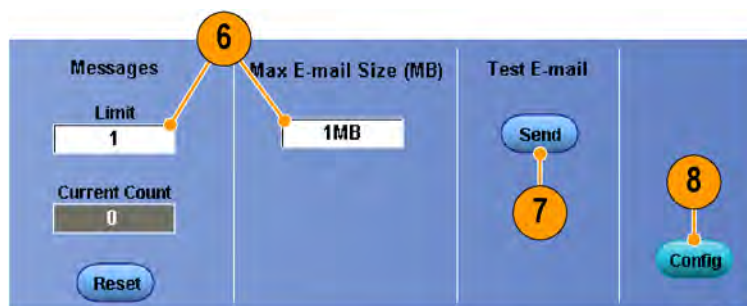 6
Messages
Max E-mail Size (MB)
Test E-mail
Limit
1
1MB
Send
Current Count
0
7
8
Reset
Config